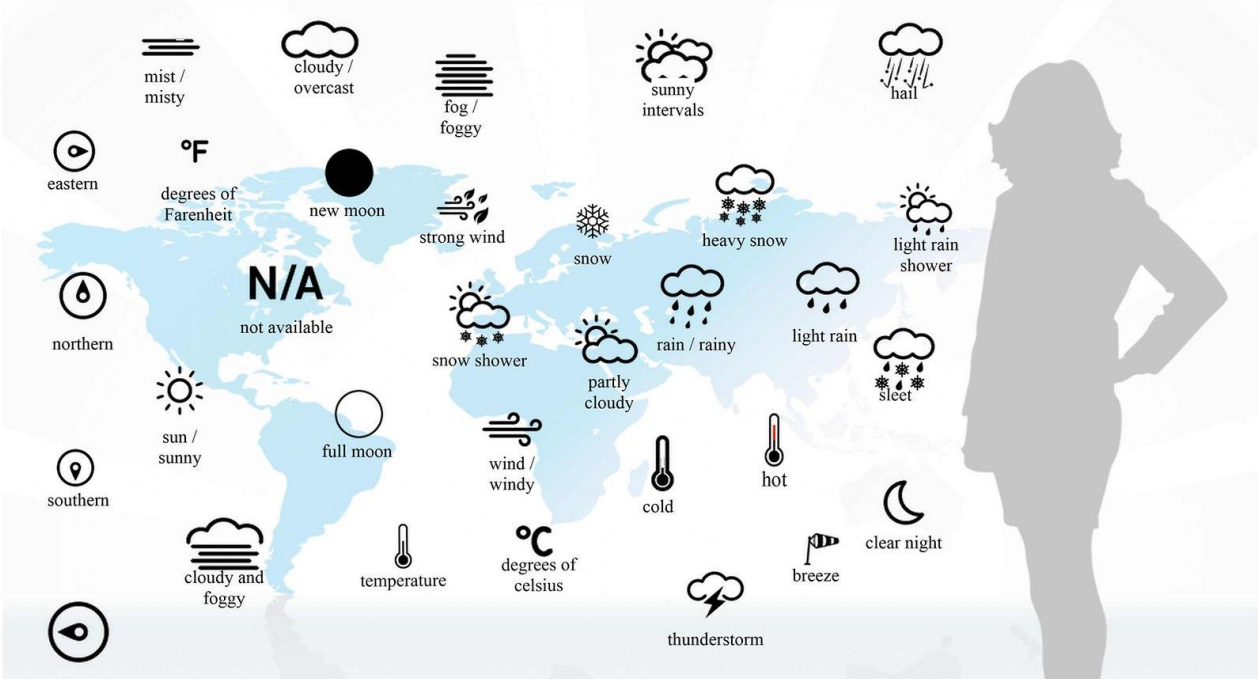 mist /
misty
cloudy /
overcast
fog /
foggy
sunny
intervals
hail
eastern
°F
degrees of
Farenheit
new moon
strong wind
snow
heavy snow
light rain
shower
northern
N/A
not available
snow shower
partly
cloudy
rain / rainy
light rain
sleet
sun /
sunny
full moon
wind /
windy
cold
hot
southern
cloudy and
foggy
temperature
°C
degrees of
celsius
breeze
clear night
thunderstorm